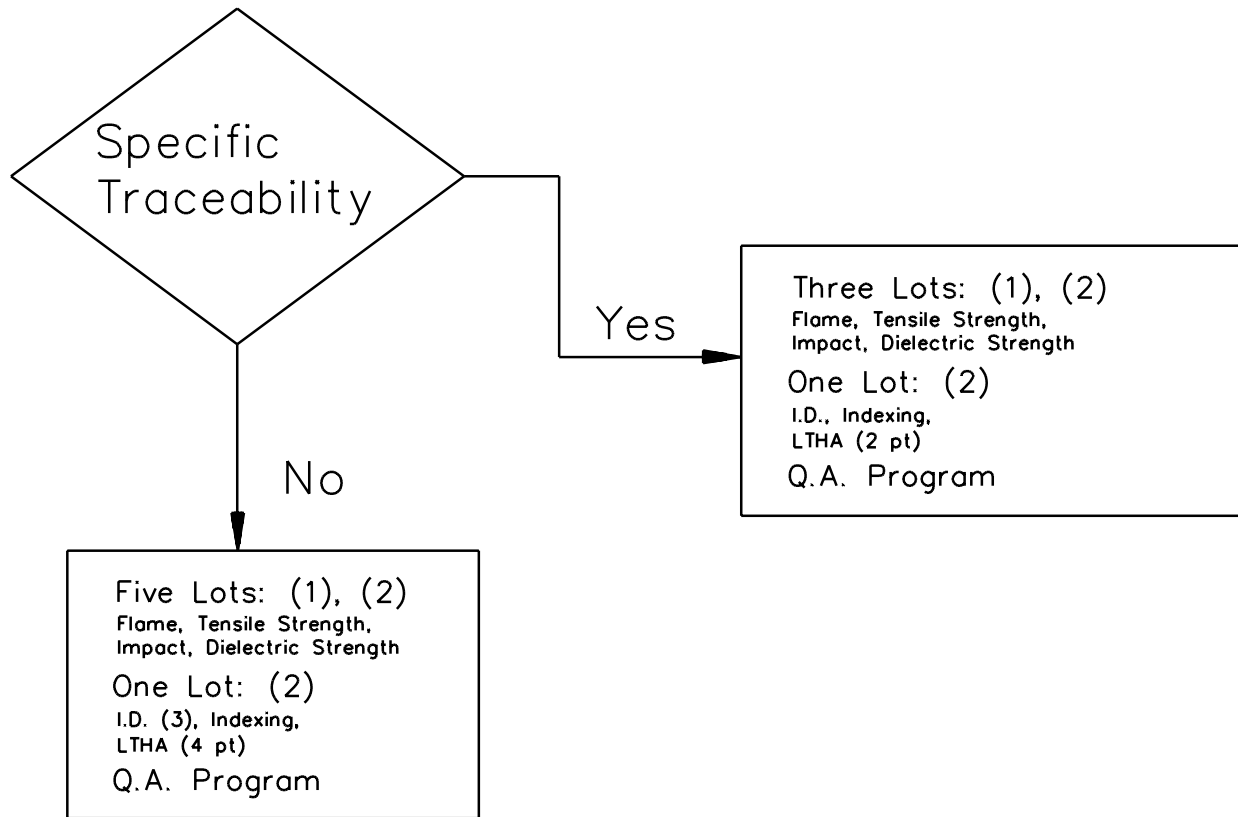 Specific
Traceability
Yes
Three Lots: (1), (2)
Flame, Tensile Strength,
Impact, Dielectric Strength
One Lot: (2)
I.D., Indexing,
LTHA (2 pt)
Q.A. Program
No
Five Lots: (1), (2)
Flame, Tensile Strength,
Impact, Dielectric Strength
One Lot: (2)
I.D. (3), Indexing,
LTHA (4 pt)
Q.A. Program